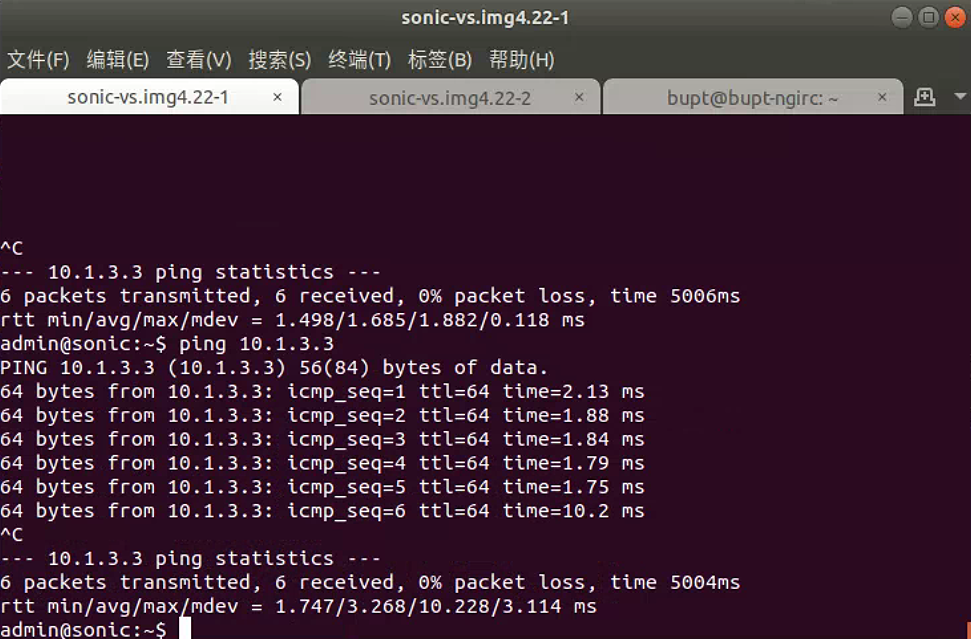 sonic-vs.img4.22-1
文件(F) 编辑(E) 查看(V) 搜索(S) 终端(T) 标签(B) 帮助(H)
sonic-vs.img4.22-1 × sonic-vs.img4.22-2 × bupt@bupt-ngirc: ~ ×
^C
--- 10.1.3.3 ping statistics ---
6 packets transmitted, 6 received, 0% packet loss, time 5006ms
rtt min/avg/max/mdev = 1.498/1.685/1.882/0.118 ms
admin@sonic:~$ ping 10.1.3.3
PING 10.1.3.3 (10.1.3.3) 56(84) bytes of data.
64 bytes from 10.1.3.3: icmp_seq=1 ttl=64 time=2.13 ms
64 bytes from 10.1.3.3: icmp_seq=2 ttl=64 time=1.88 ms
64 bytes from 10.1.3.3: icmp_seq=3 ttl=64 time=1.84 ms
64 bytes from 10.1.3.3: icmp_seq=4 ttl=64 time=1.79 ms
64 bytes from 10.1.3.3: icmp_seq=5 ttl=64 time=1.75 ms
64 bytes from 10.1.3.3: icmp_seq=6 ttl=64 time=10.2 ms
^C
--- 10.1.3.3 ping statistics ---
6 packets transmitted, 6 received, 0% packet loss, time 5004ms
rtt min/avg/max/mdev = 1.747/3.268/10.228/3.114 ms
admin@sonic:~$